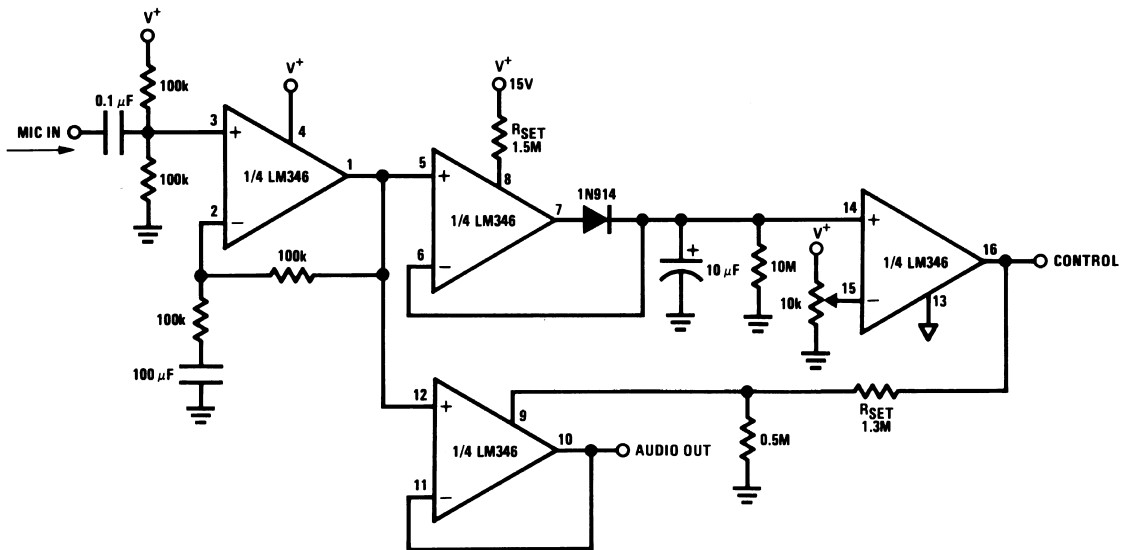 V+
100k
0.1 μF
MIC IN
100k
3
+
V+
4
1/4 LM346
1
2
−
100k
100k
100 μF
V+
15V
RSET
1.5M
8
5
+
1/4 LM346
7
6
−
1N914
+
10 μF
10M
V+
10k
14
+
1/4 LM346
16
CONTROL
15
−
13
12
+
9
1/4 LM346
10
AUDIO OUT
11
−
0.5M
RSET
1.3M